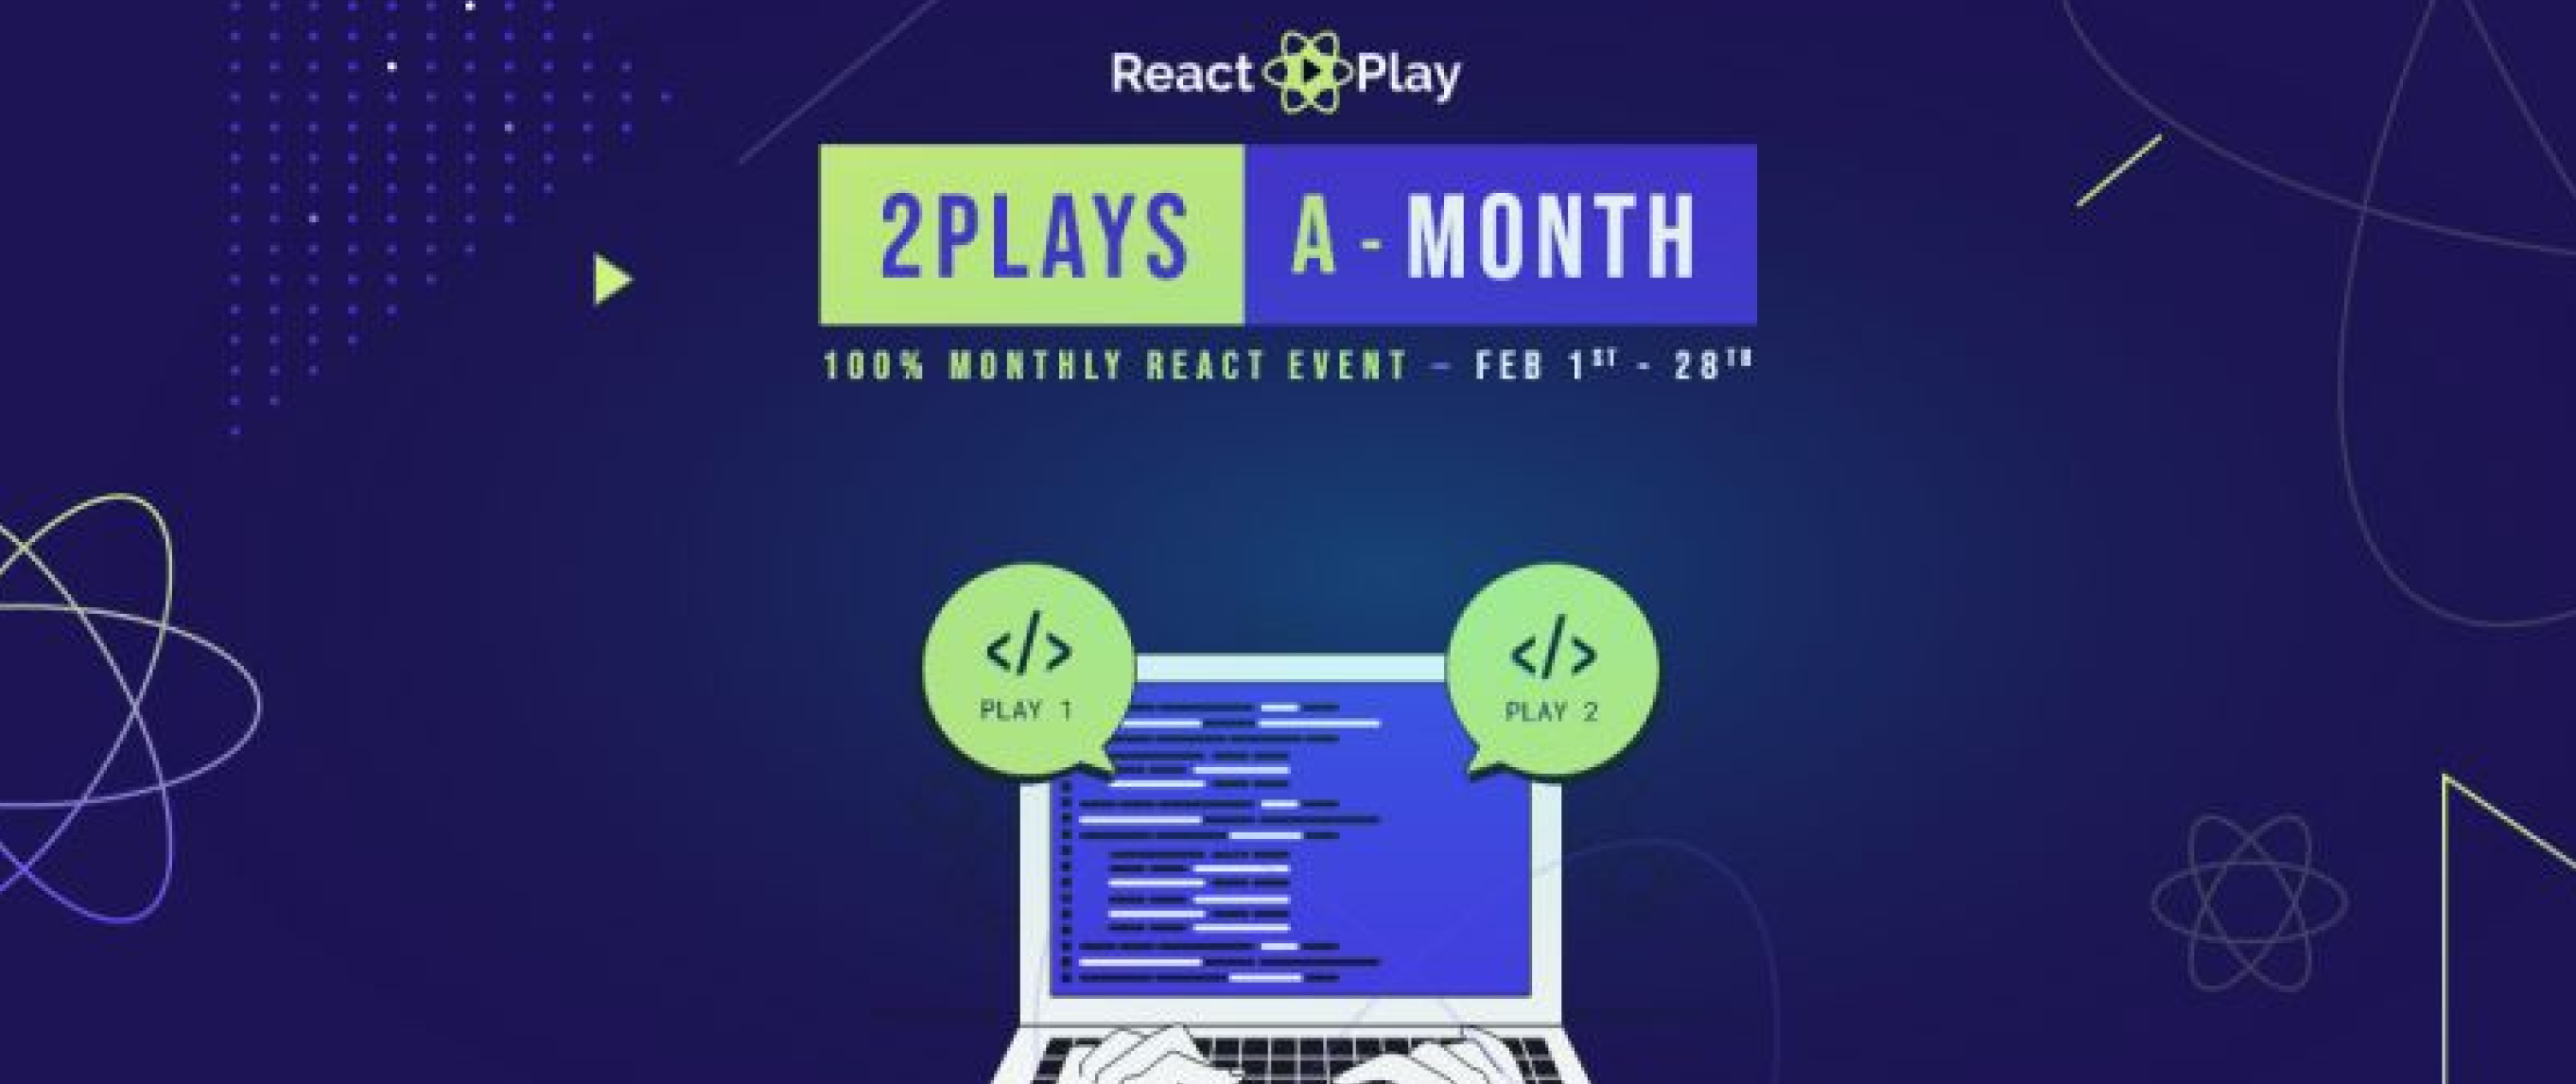 React Play
2PLAYS A-MONTH
100% MONTHLY REACT EVENT – FEB 1ST - 28TH
</> </>
PLAY 1 PLAY 2